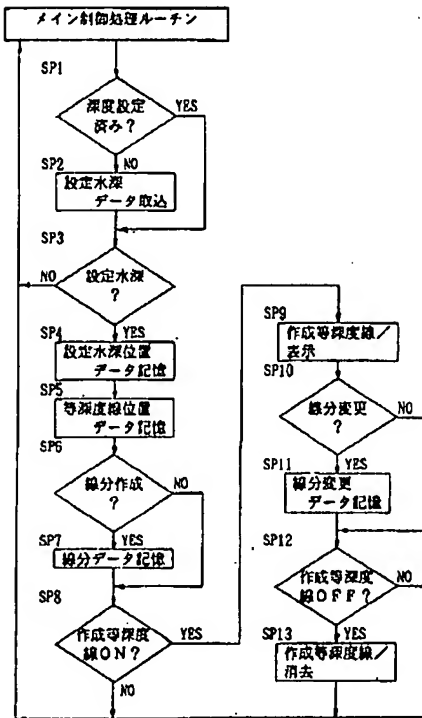 メイン制御処理ルーチン
SP1
深度設定
済み?
YES
NO
SP2
設定水深
データ取込
SP3
設定水深
?
NO
YES
SP4
設定水深位置
データ記憶
SP5
等深度線位置
データ記憶
SP6
線分作成
?
NO
YES
SP7
線分データ記憶
SP8
作成等深度
線ON?
YES
NO
SP9
作成等深度線/
表示
SP10
線分変更
?
NO
YES
SP11
線分変更
データ記憶
SP12
作成等深度
線OFF?
NO
YES
SP13
作成等深度線/
消去